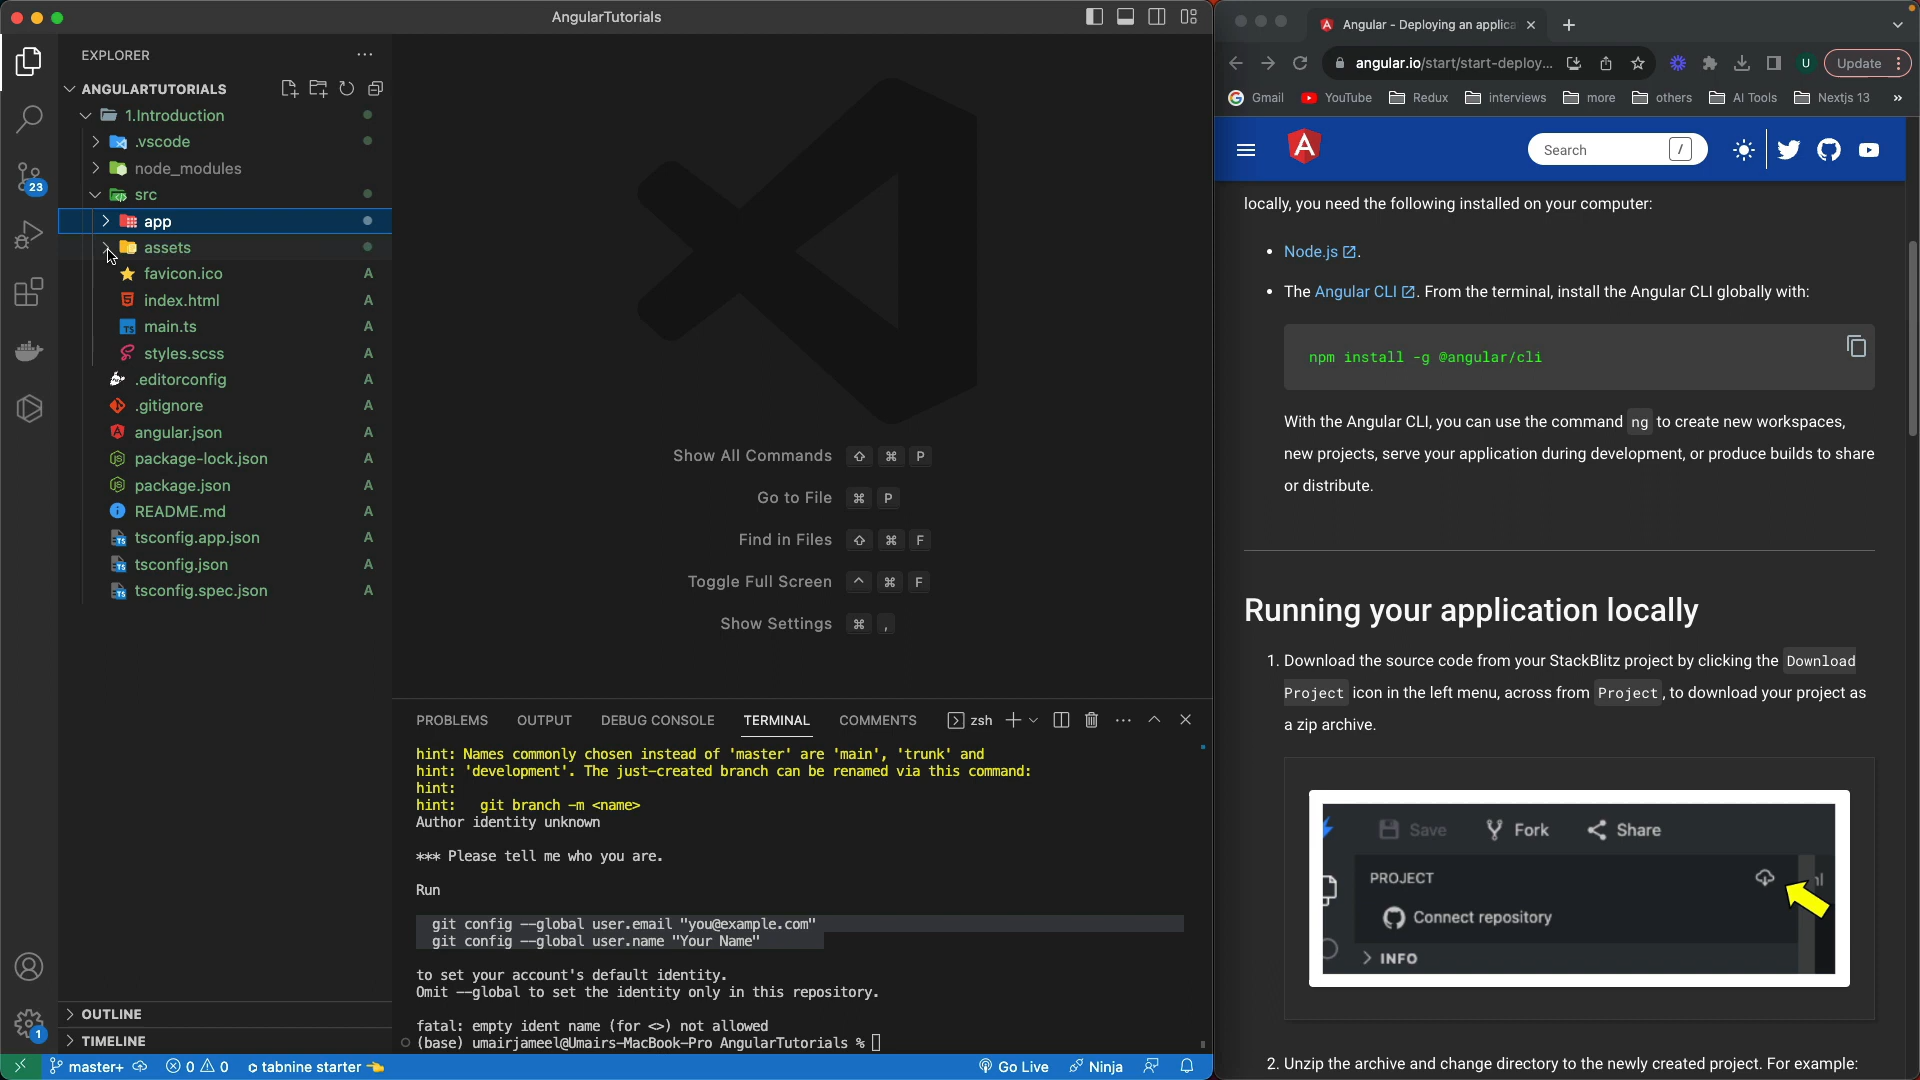 AngularTutorials
EXPLORER
ANGULARTUTORIALS
1.Introduction
.vscode
node_modules
src
app
assets
favicon.ico A
index.html A
main.ts A
styles.scss A
.editorconfig A
.gitignore A
angular.json A
package-lock.json A
package.json A
README.md A
tsconfig.app.json A
tsconfig.json A
tsconfig.spec.json A
OUTLINE
TIMELINE
23
1
Show All Commands ⇧ ⌘ P
Go to File ⌘ P
Find in Files ⇧ ⌘ F
Toggle Full Screen ^ ⌘ F
Show Settings ⌘ ,
PROBLEMS OUTPUT DEBUG CONSOLE TERMINAL COMMENTS zsh
hint: Names commonly chosen instead of 'master' are 'main', 'trunk' and
hint: 'development'. The just-created branch can be renamed via this command:
hint:
hint: git branch -m <name>
Author identity unknown
*** Please tell me who you are.
Run
git config --global user.email "you@example.com"
git config --global user.name "Your Name"
to set your account's default identity.
Omit --global to set the identity only in this repository.
fatal: empty ident name (for <>) not allowed
(base) umairjameel@Umairs-MacBook-Pro AngularTutorials %
master+ 0 0 tabnine starter Go Live Ninja
Angular - Deploying an applica
angular.io/start/start-deploy... U Update
Gmail YouTube Redux interviews more others AI Tools Nextjs 13 »
A Search /
locally, you need the following installed on your computer:
• Node.js .
• The Angular CLI . From the terminal, install the Angular CLI globally with:
npm install -g @angular/cli
With the Angular CLI, you can use the command ng to create new workspaces,
new projects, serve your application during development, or produce builds to share
or distribute.
Running your application locally
1. Download the source code from your StackBlitz project by clicking the Download
Project icon in the left menu, across from Project , to download your project as
a zip archive.
Save Fork Share
PROJECT
Connect repository
INFO
2. Unzip the archive and change directory to the newly created project. For example: